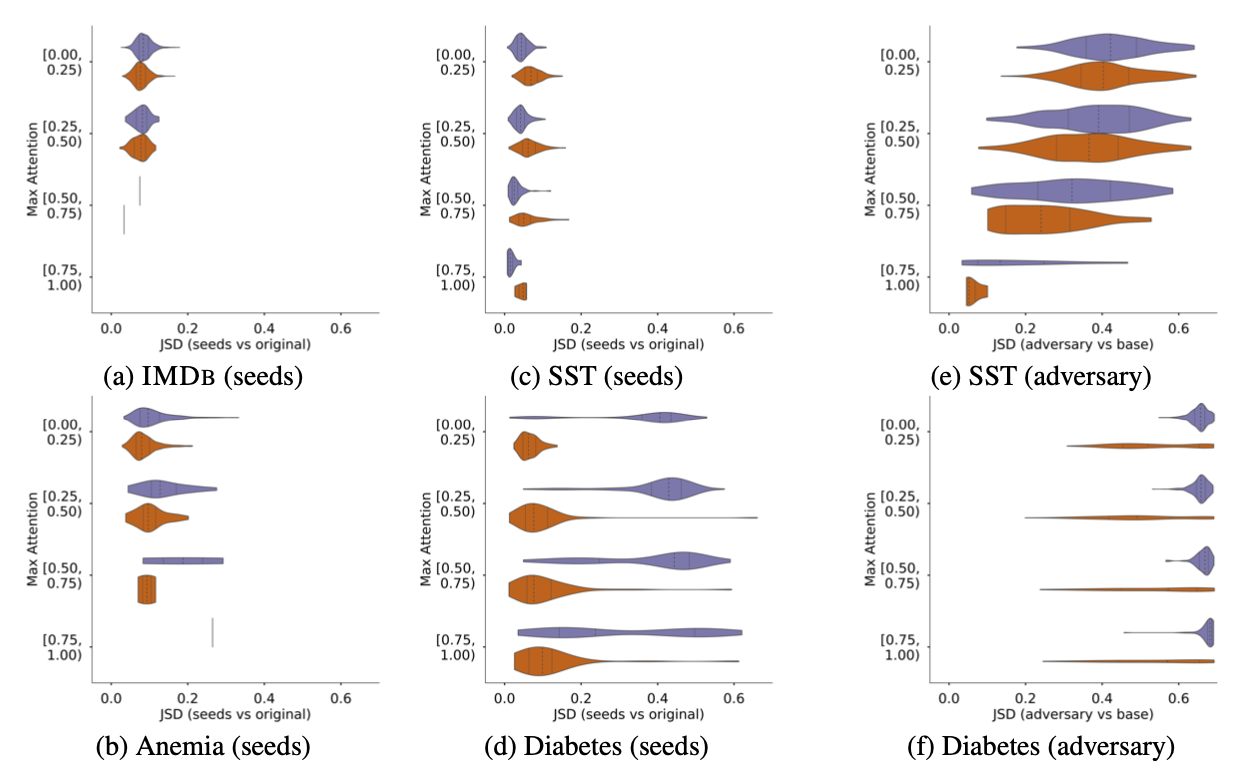 Max Attention
[0.00,
0.25)
[0.25,
0.50)
[0.50,
0.75)
[0.75,
1.00)
0.0 0.2 0.4 0.6
JSD (seeds vs original)
(a) IMDB (seeds)
Max Attention
[0.00,
0.25)
[0.25,
0.50)
[0.50,
0.75)
[0.75,
1.00)
0.0 0.2 0.4 0.6
JSD (seeds vs original)
(c) SST (seeds)
Max Attention
[0.00,
0.25)
[0.25,
0.50)
[0.50,
0.75)
[0.75,
1.00)
0.0 0.2 0.4 0.6
JSD (adversary vs base)
(e) SST (adversary)
Max Attention
[0.00,
0.25)
[0.25,
0.50)
[0.50,
0.75)
[0.75,
1.00)
0.0 0.2 0.4 0.6
JSD (seeds vs original)
(b) Anemia (seeds)
Max Attention
[0.00,
0.25)
[0.25,
0.50)
[0.50,
0.75)
[0.75,
1.00)
0.0 0.2 0.4 0.6
JSD (seeds vs original)
(d) Diabetes (seeds)
Max Attention
[0.00,
0.25)
[0.25,
0.50)
[0.50,
0.75)
[0.75,
1.00)
0.0 0.2 0.4 0.6
JSD (adversary vs base)
(f) Diabetes (adversary)